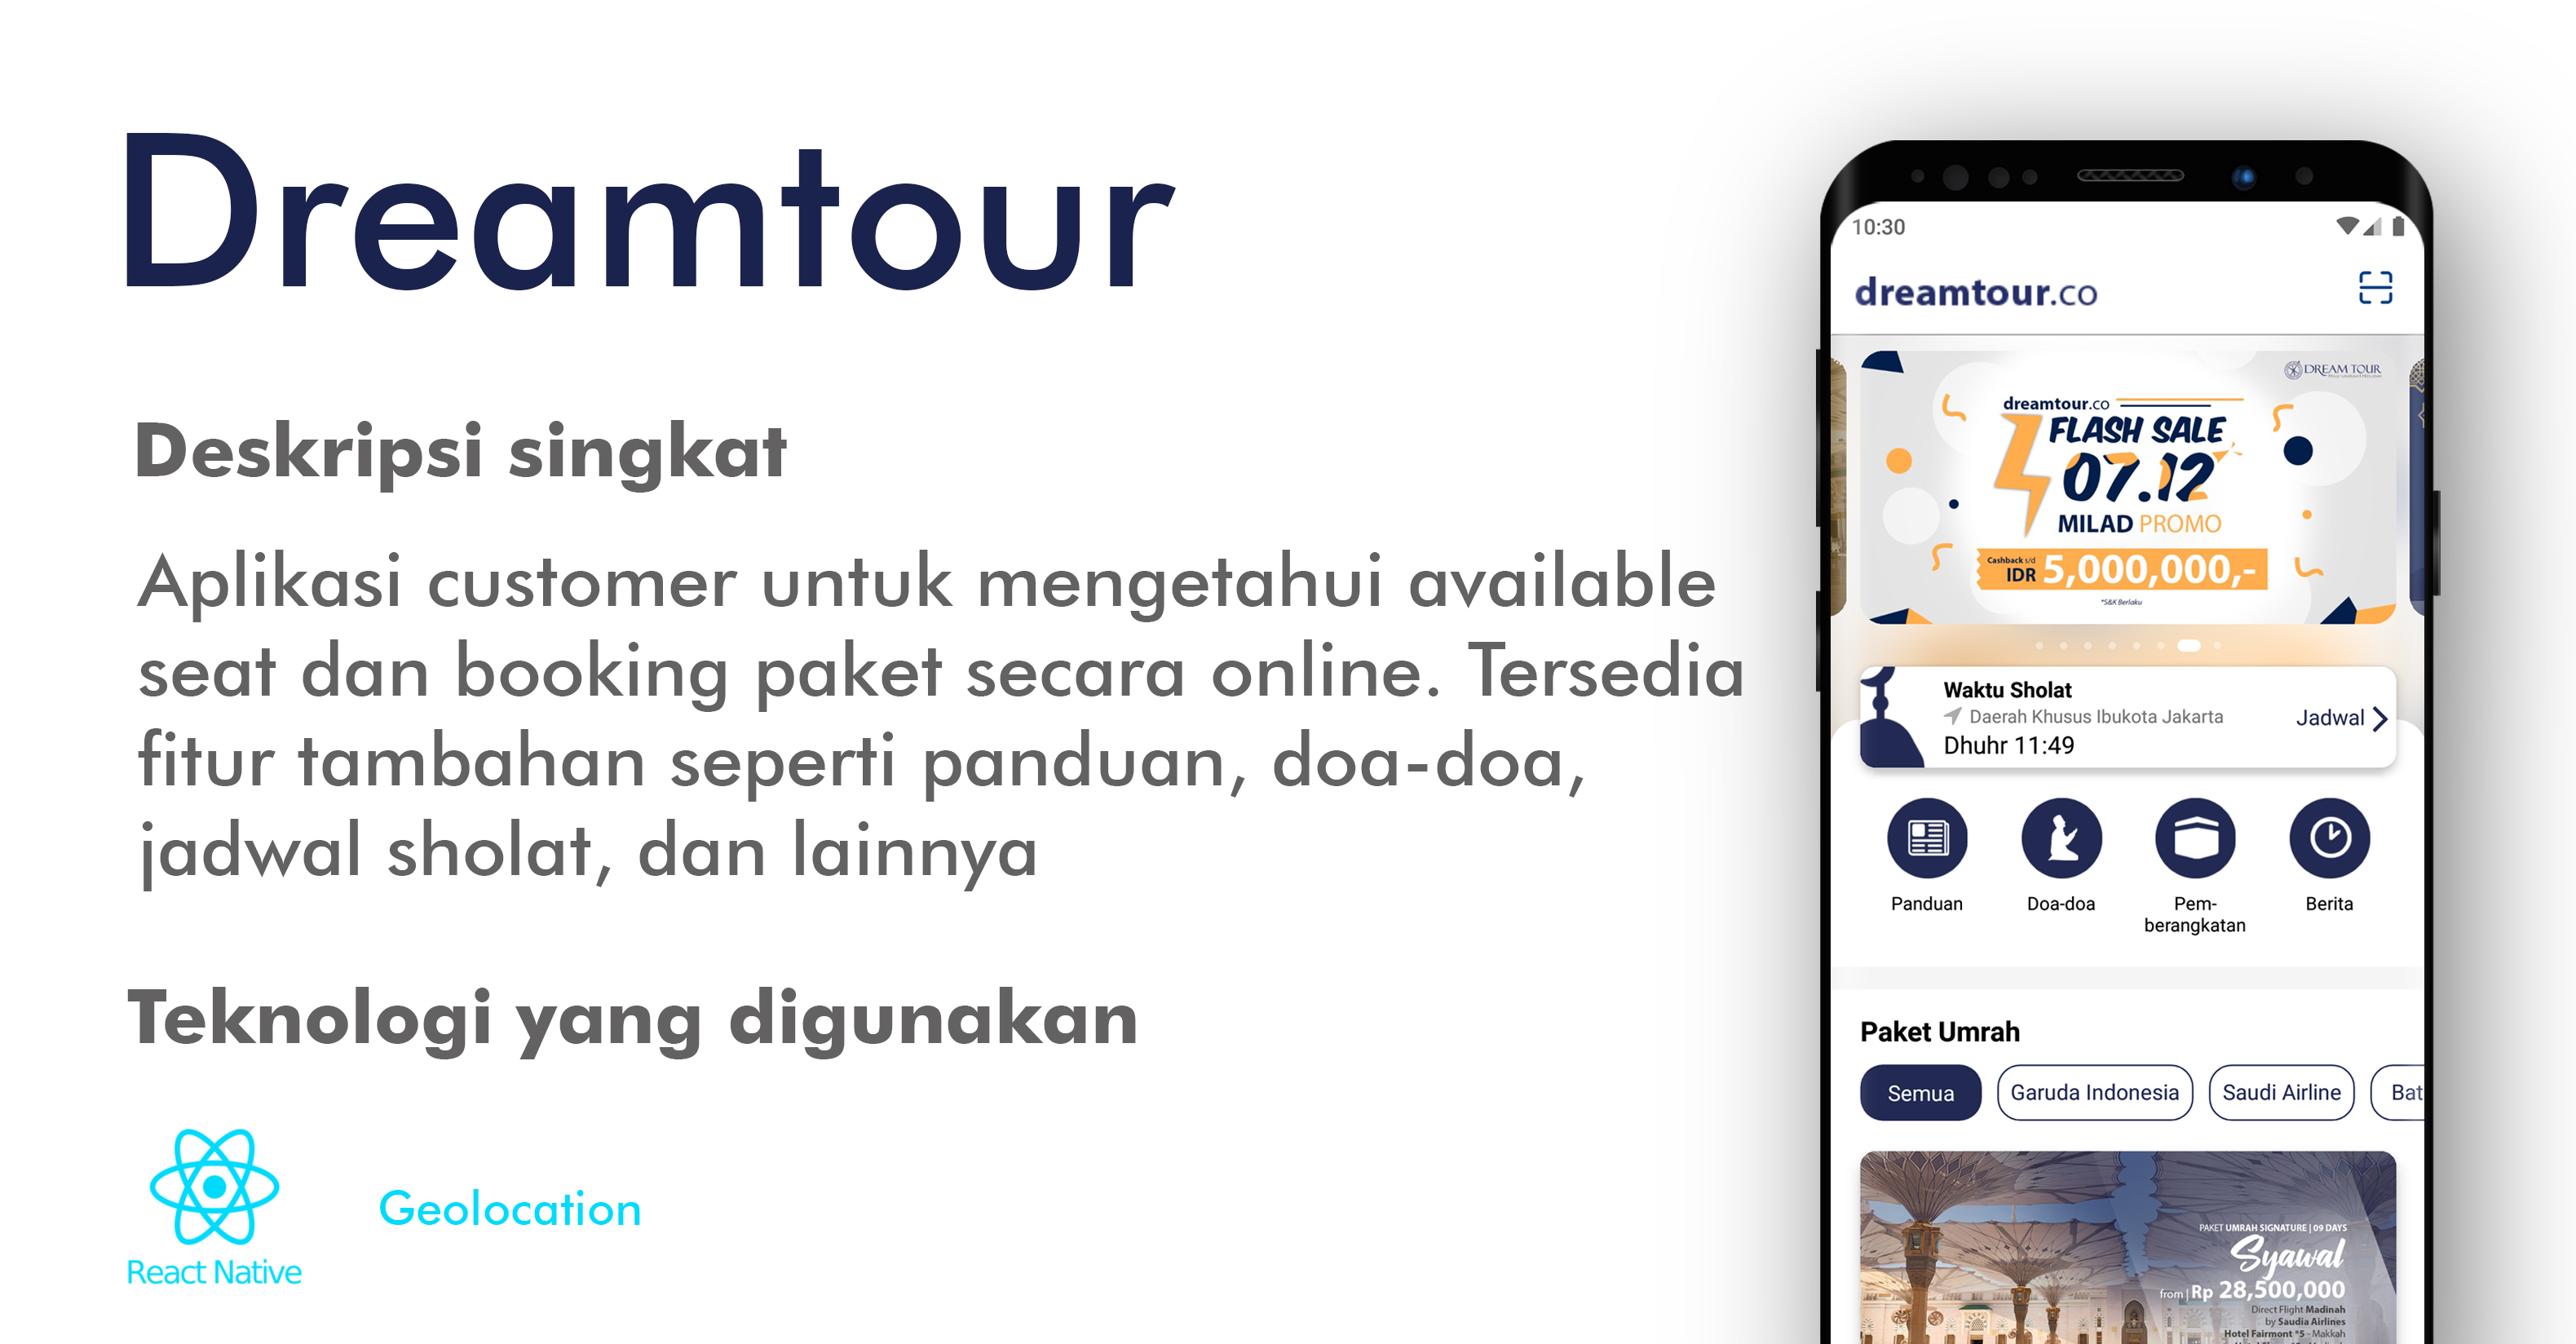 Dreamtour
Deskripsi singkat
Aplikasi customer untuk mengetahui available
seat dan booking paket secara online. Tersedia
fitur tambahan seperti panduan, doa-doa,
jadwal sholat, dan lainnya
Teknologi yang digunakan
React Native
Geolocation
10:30
dreamtour.co
DREAM TOUR
dreamtour.co
FLASH SALE
07.12
MILAD PROMO
Cashback s/d
IDR 5,000,000,-
*S&K Berlaku
Waktu Sholat
Daerah Khusus Ibukota Jakarta
Dhuhr 11:49
Jadwal
Panduan
Doa-doa
Pem-
berangkatan
Berita
Paket Umrah
Semua
Garuda Indonesia
Saudi Airline
Bat
PAKET UMRAH SIGNATURE | 09 DAYS
Syawal
from | Rp 28,500,000
Direct Flight Madinah
by Saudia Airlines
Hotel Fairmont *5 - Makkah